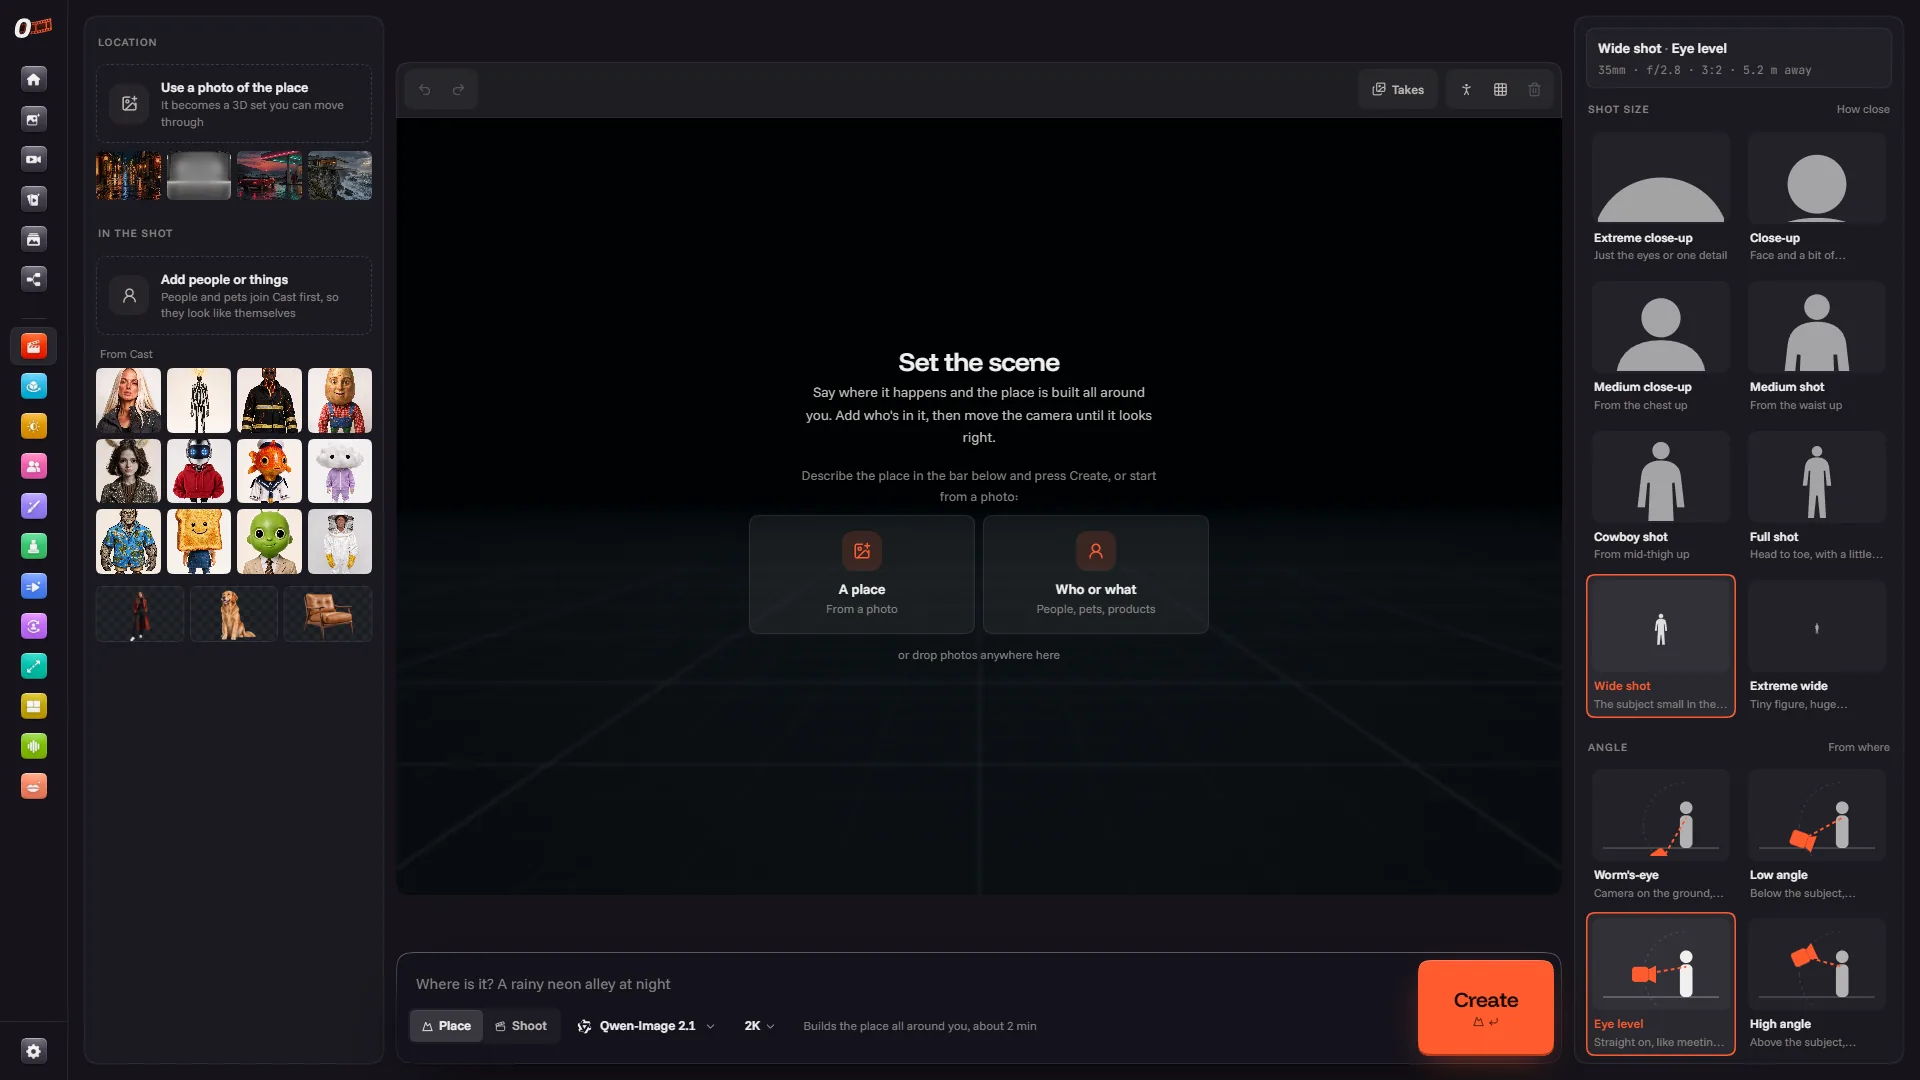 LOCATION
Use a photo of the place
It becomes a 3D set you can move
through
IN THE SHOT
Add people or things
People and pets join Cast first, so
they look like themselves
From Cast
Takes
Set the scene
Say where it happens and the place is built all around
you. Add who's in it, then move the camera until it looks
right.
Describe the place in the bar below and press Create, or start
from a photo:
A place
From a photo
Who or what
People, pets, products
or drop photos anywhere here
Where is it? A rainy neon alley at night
Place
Shoot
Qwen-Image 2.1
2K
Builds the place all around you, about 2 min
Create
Wide shot · Eye level
35mm · f/2.8 · 3:2 · 5.2 m away
SHOT SIZE
How close
Extreme close-up
Just the eyes or one detail
Close-up
Face and a bit of…
Medium close-up
From the chest up
Medium shot
From the waist up
Cowboy shot
From mid-thigh up
Full shot
Head to toe, with a little…
Wide shot
The subject small in the…
Extreme wide
Tiny figure, huge…
ANGLE
From where
Worm's-eye
Camera on the ground,…
Low angle
Below the subject,…
Eye level
Straight on, like meetin…
High angle
Above the subject,…